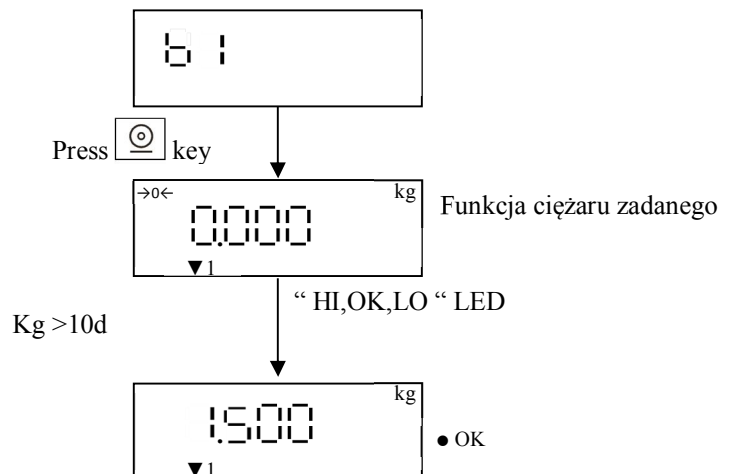 b 1
Press key
→0← kg
0.000
▼1
Funkcja ciężaru zadanego
“ HI,OK,LO “ LED
Kg >10d
kg
1.500
▼1
● OK